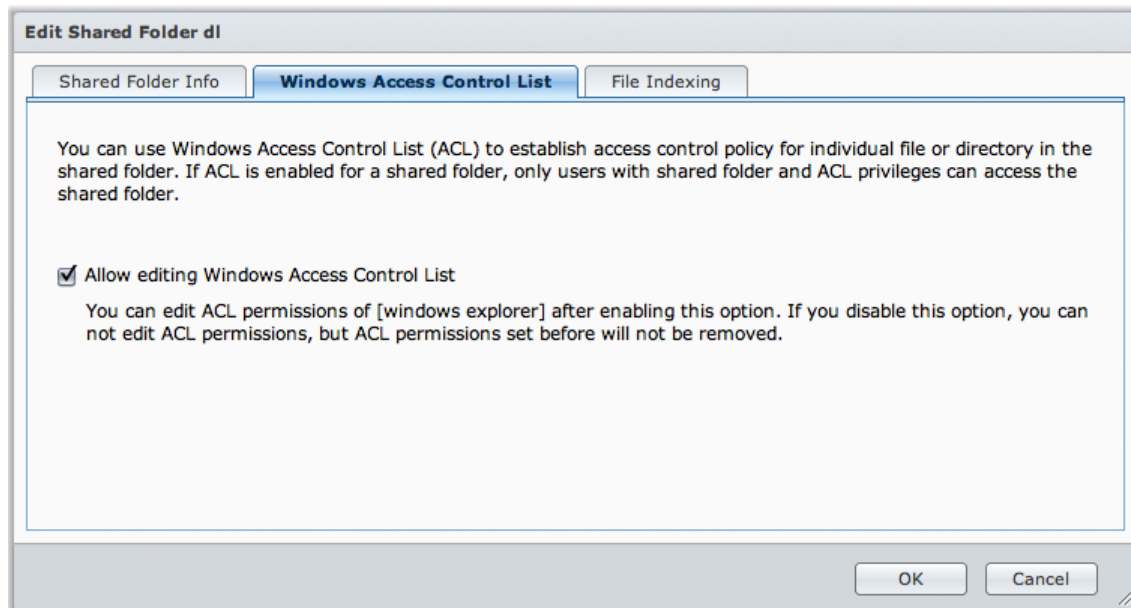 Edit Shared Folder dl
Shared Folder Info
Windows Access Control List
File Indexing
You can use Windows Access Control List (ACL) to establish access control policy for individual file or directory in the
shared folder. If ACL is enabled for a shared folder, only users with shared folder and ACL privileges can access the
shared folder.
Allow editing Windows Access Control List
You can edit ACL permissions of [windows explorer] after enabling this option. If you disable this option, you can
not edit ACL permissions, but ACL permissions set before will not be removed.
OK
Cancel